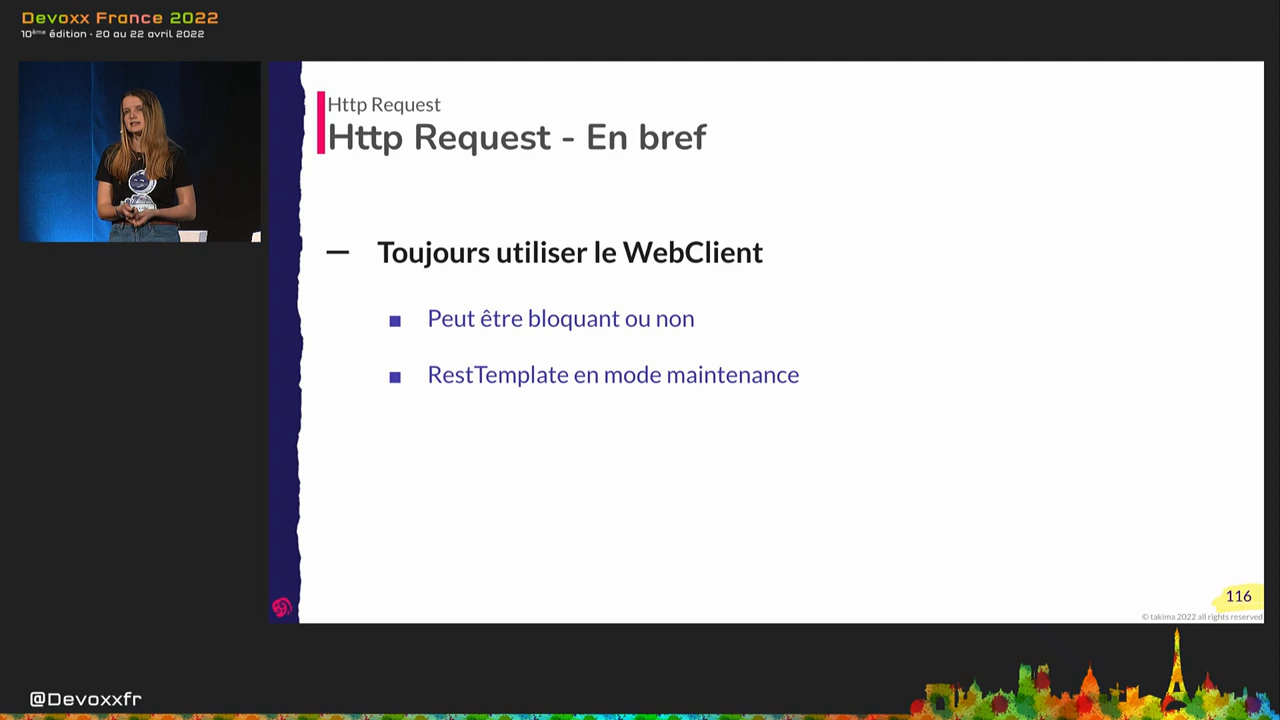 Devoxx France 2022
10ème édition - 20 au 22 avril 2022
Http Request
Http Request - En bref
— Toujours utiliser le WebClient
■ Peut être bloquant ou non
■ RestTemplate en mode maintenance
116
© takima 2022 all rights reserved
@Devoxxfr